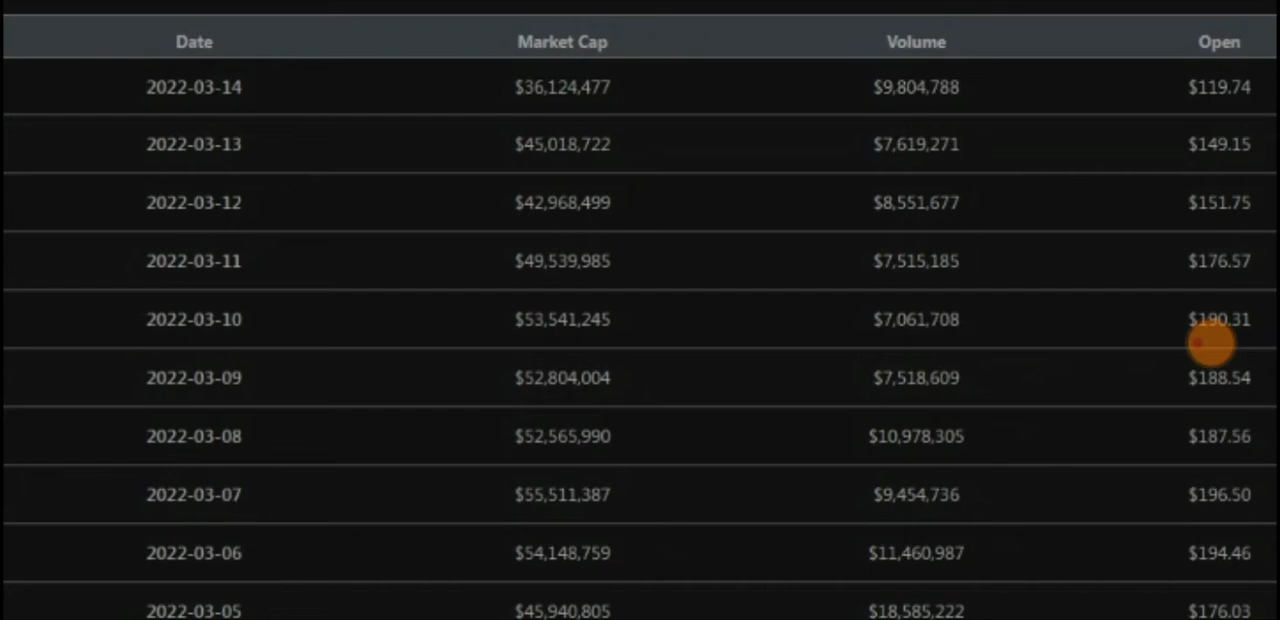 Date Market Cap Volume Open
2022-03-14 $36,124,477 $9,804,788 $119.74
2022-03-13 $45,018,722 $7,619,271 $149.15
2022-03-12 $42,968,499 $8,551,677 $151.75
2022-03-11 $49,539,985 $7,515,185 $176.57
2022-03-10 $53,541,245 $7,061,708 $190.31
2022-03-09 $52,804,004 $7,518,609 $188.54
2022-03-08 $52,565,990 $10,978,305 $187.56
2022-03-07 $55,511,387 $9,454,736 $196.50
2022-03-06 $54,148,759 $11,460,987 $194.46
2022-03-05 $45,940,805 $18,585,222 $176.03